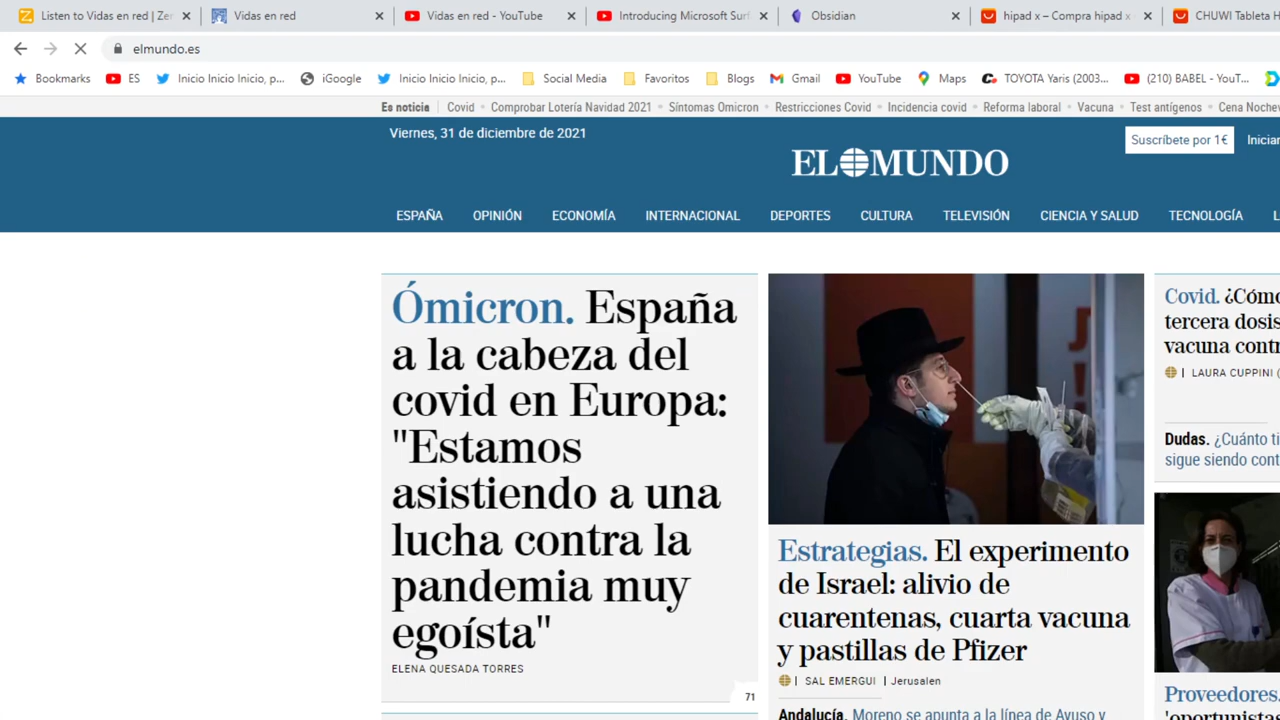 Listen to Vidas en red | Zer
Vidas en red
Vidas en red - YouTube
Introducing Microsoft Surf
Obsidian
hipad x – Compra hipad x
CHUWI Tableta H
elmundo.es
Bookmarks
ES
Inicio Inicio Inicio, p...
iGoogle
Inicio Inicio Inicio, p...
Social Media
Favoritos
Blogs
Gmail
YouTube
Maps
TOYOTA Yaris (2003...
(210) BABEL - YouT...
Es noticia
Covid
Comprobar Lotería Navidad 2021
Síntomas Omicron
Restricciones Covid
Incidencia covid
Reforma laboral
Vacuna
Test antígenos
Cena Nochev
Viernes, 31 de diciembre de 2021
EL MUNDO
Suscríbete por 1€
Iniciar
ESPAÑA
OPINIÓN
ECONOMÍA
INTERNACIONAL
DEPORTES
CULTURA
TELEVISIÓN
CIENCIA Y SALUD
TECNOLOGÍA
L
Ómicron. España
a la cabeza del
covid en Europa:
"Estamos
asistiendo a una
lucha contra la
pandemia muy
egoísta"
ELENA QUESADA TORRES
71
Estrategias. El experimento
de Israel: alivio de
cuarentenas, cuarta vacuna
y pastillas de Pfizer
SAL EMERGUI | Jerusalen
Andalucía. Moreno se apunta a la línea de Ayuso y
Covid. ¿Cómo
tercera dosis
vacuna contr
LAURA CUPPINI (
Dudas. ¿Cuánto ti
sigue siendo cont
Proveedores.
'oportunistas